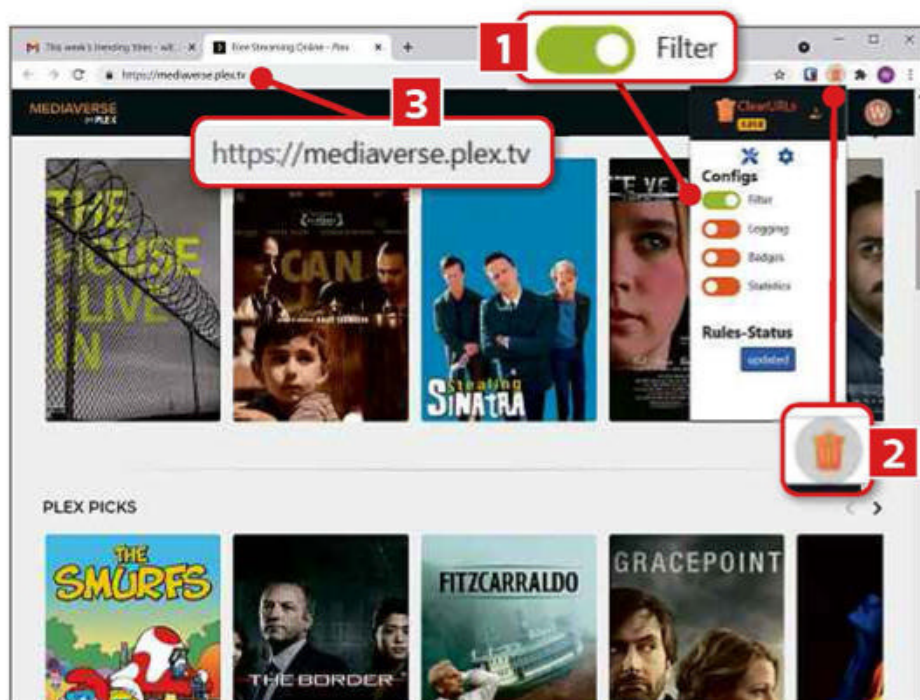 1
Filter
This week's trending titles - wit...
Free Streaming Online - Plex
https://mediaverse.plex.tv
3
MEDIAVERSE
BY PLEX
https://mediaverse.plex.tv
ClearURLs
Configs
Filter
Logging
Badges
Statistics
Rules-Status
updated
THE
HOUSE
I LIVE
IN
CAN
Stealing
SINATRA
2
PLEX PICKS
THE
SMURFS
THE BORDER
FITZCARRALDO
GRACEPOINT